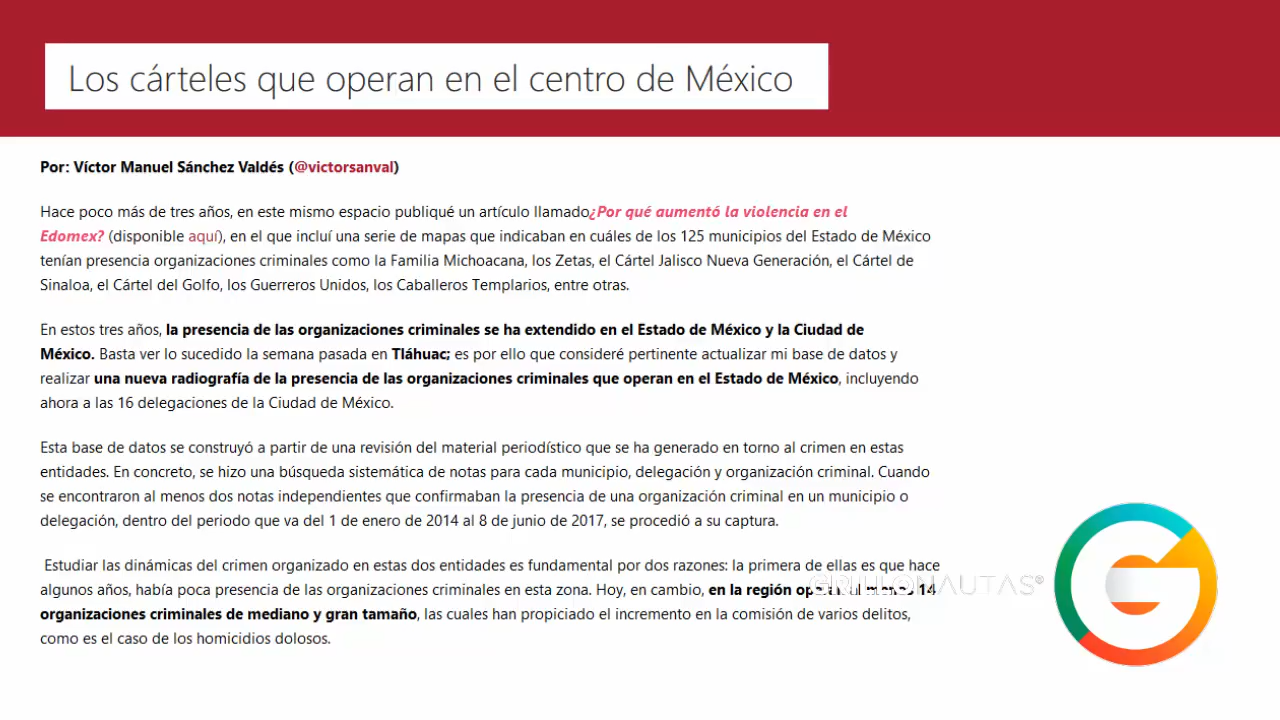 Los cárteles que operan en el centro de México
Por: Víctor Manuel Sánchez Valdés (@victorsanval)
Hace poco más de tres años, en este mismo espacio publiqué un artículo llamado¿Por qué aumentó la violencia en el
Edomex? (disponible aquí), en el que incluí una serie de mapas que indicaban en cuáles de los 125 municipios del Estado de México
tenían presencia organizaciones criminales como la Familia Michoacana, los Zetas, el Cártel Jalisco Nueva Generación, el Cártel de
Sinaloa, el Cártel del Golfo, los Guerreros Unidos, los Caballeros Templarios, entre otras.
En estos tres años, la presencia de las organizaciones criminales se ha extendido en el Estado de México y la Ciudad de
México. Basta ver lo sucedido la semana pasada en Tláhuac; es por ello que consideré pertinente actualizar mi base de datos y
realizar una nueva radiografía de la presencia de las organizaciones criminales que operan en el Estado de México, incluyendo
ahora a las 16 delegaciones de la Ciudad de México.
Esta base de datos se construyó a partir de una revisión del material periodístico que se ha generado en torno al crimen en estas
entidades. En concreto, se hizo una búsqueda sistemática de notas para cada municipio, delegación y organización criminal. Cuando
se encontraron al menos dos notas independientes que confirmaban la presencia de una organización criminal en un municipio o
delegación, dentro del periodo que va del 1 de enero de 2014 al 8 de junio de 2017, se procedió a su captura.
Estudiar las dinámicas del crimen organizado en estas dos entidades es fundamental por dos razones: la primera de ellas es que hace
algunos años, había poca presencia de las organizaciones criminales en esta zona. Hoy, en cambio, en la región operan al menos 14
organizaciones criminales de mediano y gran tamaño, las cuales han propiciado el incremento en la comisión de varios delitos,
como es el caso de los homicidios dolosos.
GRILLONAUTAS®